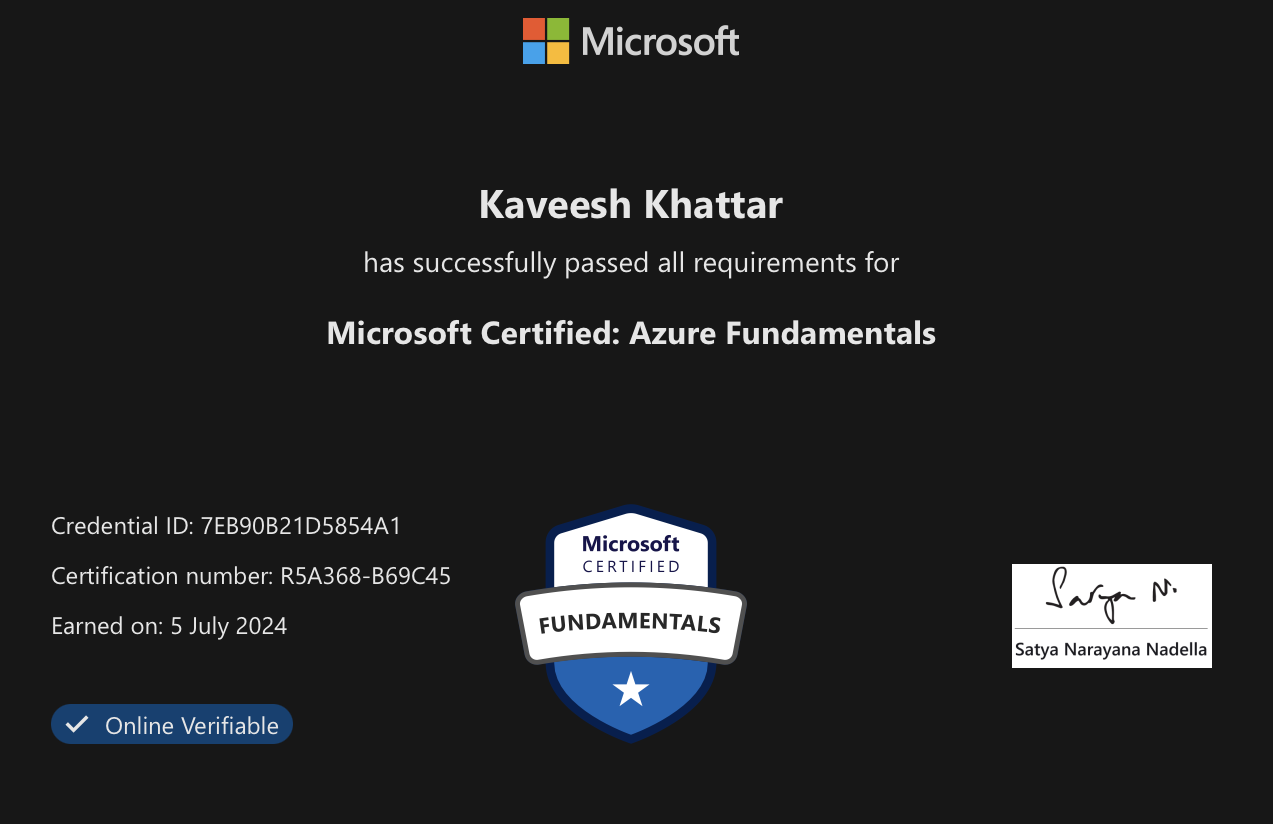 Microsoft
Kaveesh Khattar
has successfully passed all requirements for
Microsoft Certified: Azure Fundamentals
Credential ID: 7EB90B21D5854A1
Certification number: R5A368-B69C45
Earned on: 5 July 2024
Online Verifiable
Microsoft
CERTIFIED
FUNDAMENTALS
Satya N.
Satya Narayana Nadella